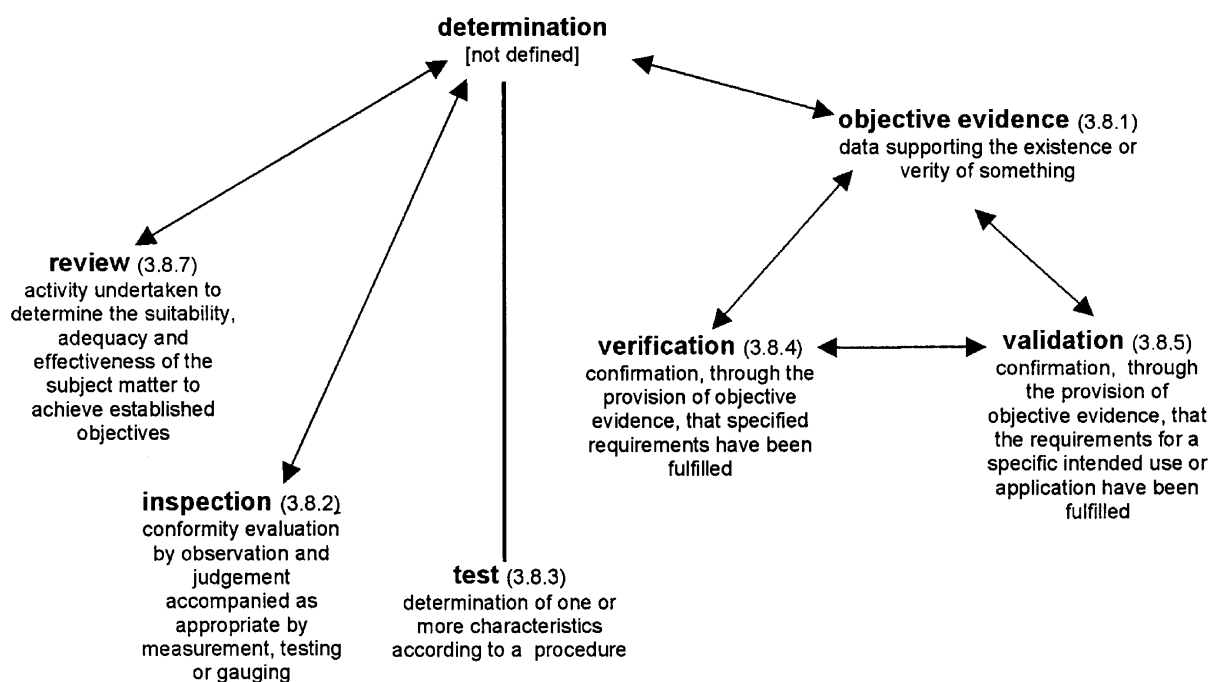 determination
[not defined]
objective evidence (3.8.1)
data supporting the existence or
verity of something
review (3.8.7)
activity undertaken to
determine the suitability,
adequacy and
effectiveness of the
subject matter to
achieve established
objectives
verification (3.8.4)
confirmation, through the
provision of objective
evidence, that specified
requirements have been
fulfilled
validation (3.8.5)
confirmation, through
the provision of
objective evidence, that
the requirements for a
specific intended use or
application have been
fulfilled
inspection (3.8.2)
conformity evaluation
by observation and
judgement
accompanied as
appropriate by
measurement, testing
or gauging
test (3.8.3)
determination of one or
more characteristics
according to a procedure